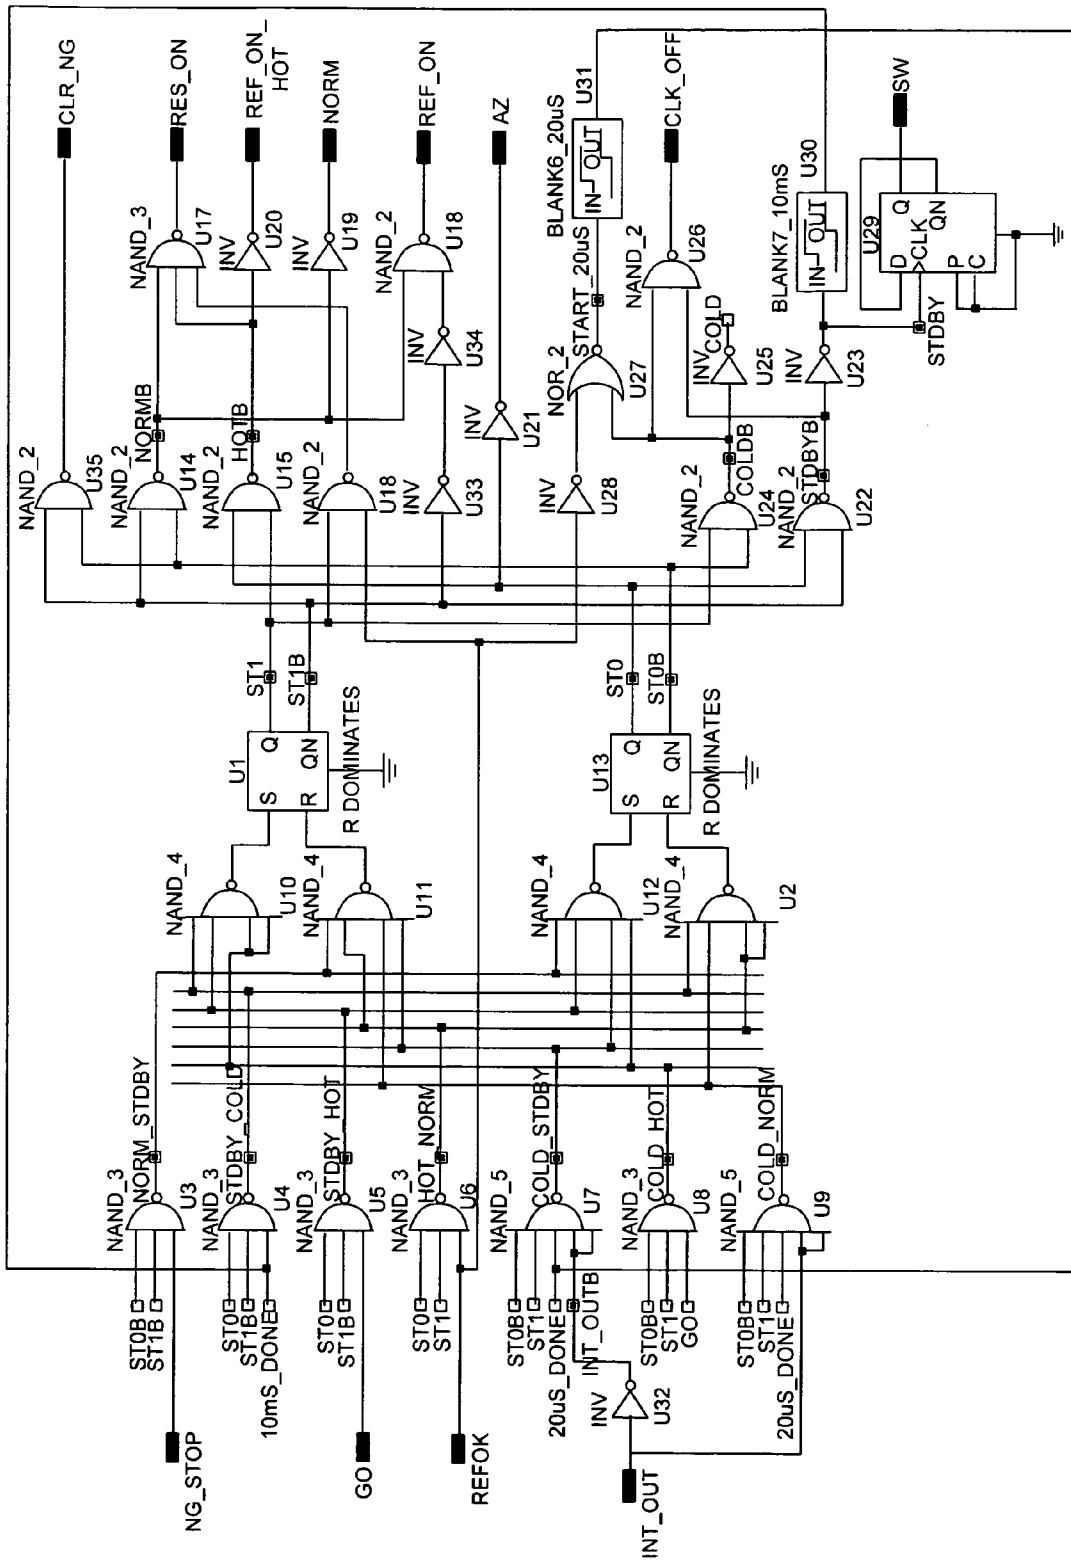 CLR_NG
RES_ON
REF_ON_
HOT
NORM
REF_ON
AZ
CLK_OFF
SW
NAND_2
U35
NAND_2
NORMB
U14
NAND_3
U17
NAND_2
HOTB
U15
INV
U20
INV
U19
NAND_2
U18
NAND_2
U18
INV
U34
INV
U33
INV
U21
BLANK6_20uS
IN
OUT
U31
START_20uS
NOR_2
U27
INV
U28
NAND_2
U26
COLD
INV
U25
NAND_2
COLDB
U24
BLANK7_10mS
IN
OUT
U30
INV
U23
NAND_2
STDBYB
U22
STDBY
U29
D
Q
CLK
QN
P
C
ST1
ST1B
U1
S
Q
R
QN
R DOMINATES
ST0
ST0B
U13
S
Q
R
QN
R DOMINATES
NAND_4
U10
NAND_4
U11
NAND_4
U12
NAND_4
U2
NAND_3
NORM_STDBY
U3
ST0B
ST1B
NG_STOP
NAND_3
STDBY_COLD
U4
ST0
ST1B
10mS_DONE
NAND_3
STDBY_HOT
U5
ST0
ST1B
GO
NAND_3
HOT_NORM
U6
ST0
ST1
REFOK
NAND_5
COLD_STDBY
U7
ST0B
ST1
20uS_DONE
INT_OUTB
INV
U32
INT_OUT
NAND_3
COLD_HOT
U8
ST0B
ST1
GO
NAND_5
COLD_NORM
U9
ST0B
ST1
20uS_DONE